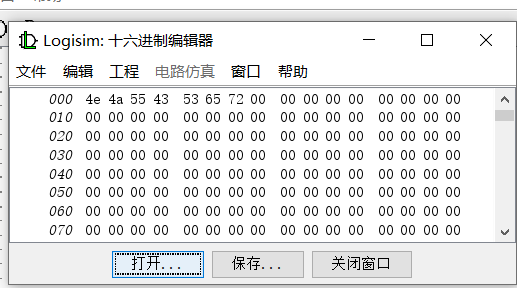 Logisim: 十六进制编辑器
文件 编辑 工程 电路仿真 窗口 帮助
000 4e 4a 55 43 53 65 72 00 00 00 00 00 00 00 00 00
010 00 00 00 00 00 00 00 00 00 00 00 00 00 00 00 00
020 00 00 00 00 00 00 00 00 00 00 00 00 00 00 00 00
030 00 00 00 00 00 00 00 00 00 00 00 00 00 00 00 00
040 00 00 00 00 00 00 00 00 00 00 00 00 00 00 00 00
050 00 00 00 00 00 00 00 00 00 00 00 00 00 00 00 00
060 00 00 00 00 00 00 00 00 00 00 00 00 00 00 00 00
070 00 00 00 00 00 00 00 00 00 00 00 00 00 00 00 00
打开... 保存... 关闭窗口